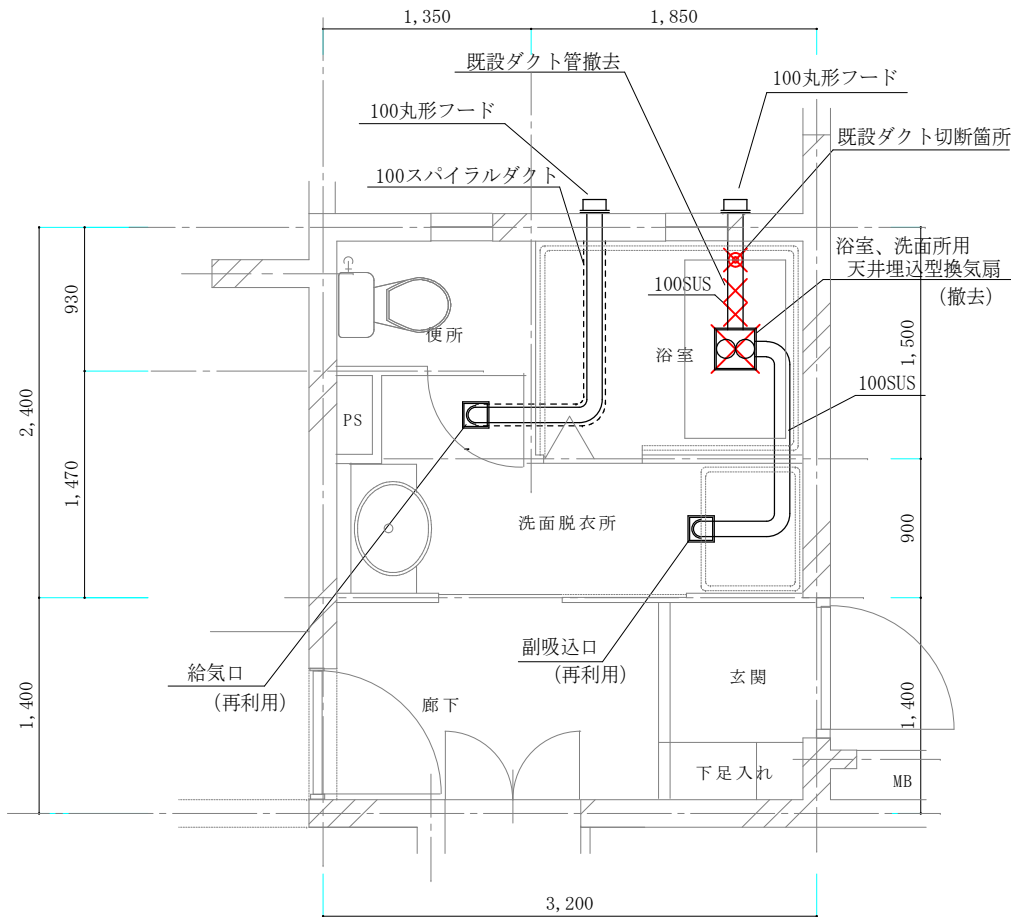 1,350
1,850
既設ダクト管撤去
100丸形フード
100丸形フード
既設ダクト切断箇所
100スパイラルダクト
浴室、洗面所用
天井埋込型換気扇
(撤去)
930
100SUS
便所
浴室
1,500
100SUS
2,400
PS
1,470
洗面脱衣所
900
給気口
(再利用)
副吸込口
(再利用)
玄関
廊下
1,400
1,400
下足入れ
MB
3,200